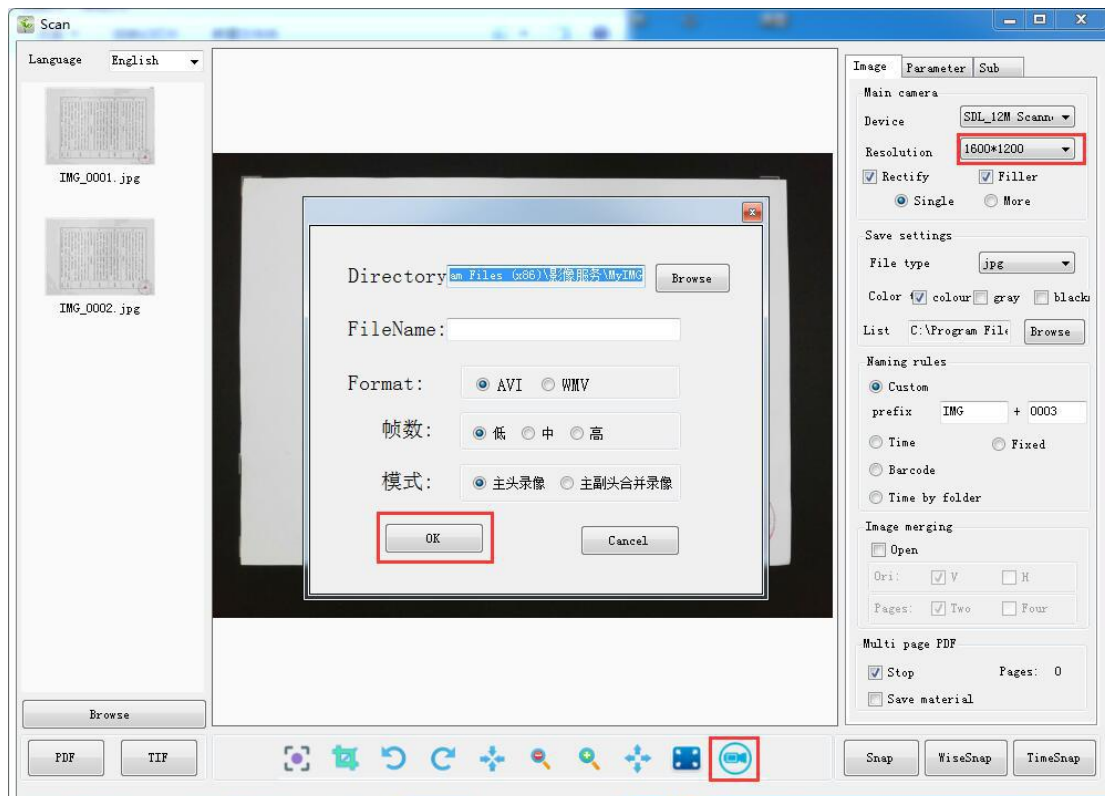 Scan
Language English
IMG_0001.jpg
IMG_0002.jpg
Browse
PDF TIF
Directory am Files (x86)\影像服务\MyIMG Browse
FileName:
Format: AVI WMV
帧数: 低 中 高
模式: 主头录像 主副头合并录像
OK Cancel
Image Parameter Sub
Main camera
Device SDL_12M Scann
Resolution 1600*1200
Rectify Filler
Single More
Save settings
File type jpg
Color colour gray black
List C:\Program File Browse
Naming rules
Custom
prefix IMG + 0003
Time Fixed
Barcode
Time by folder
Image merging
Open
Ori: V H
Pages: Two Four
Multi page PDF
Stop Pages: 0
Save material
Snap WiseSnap TimeSnap